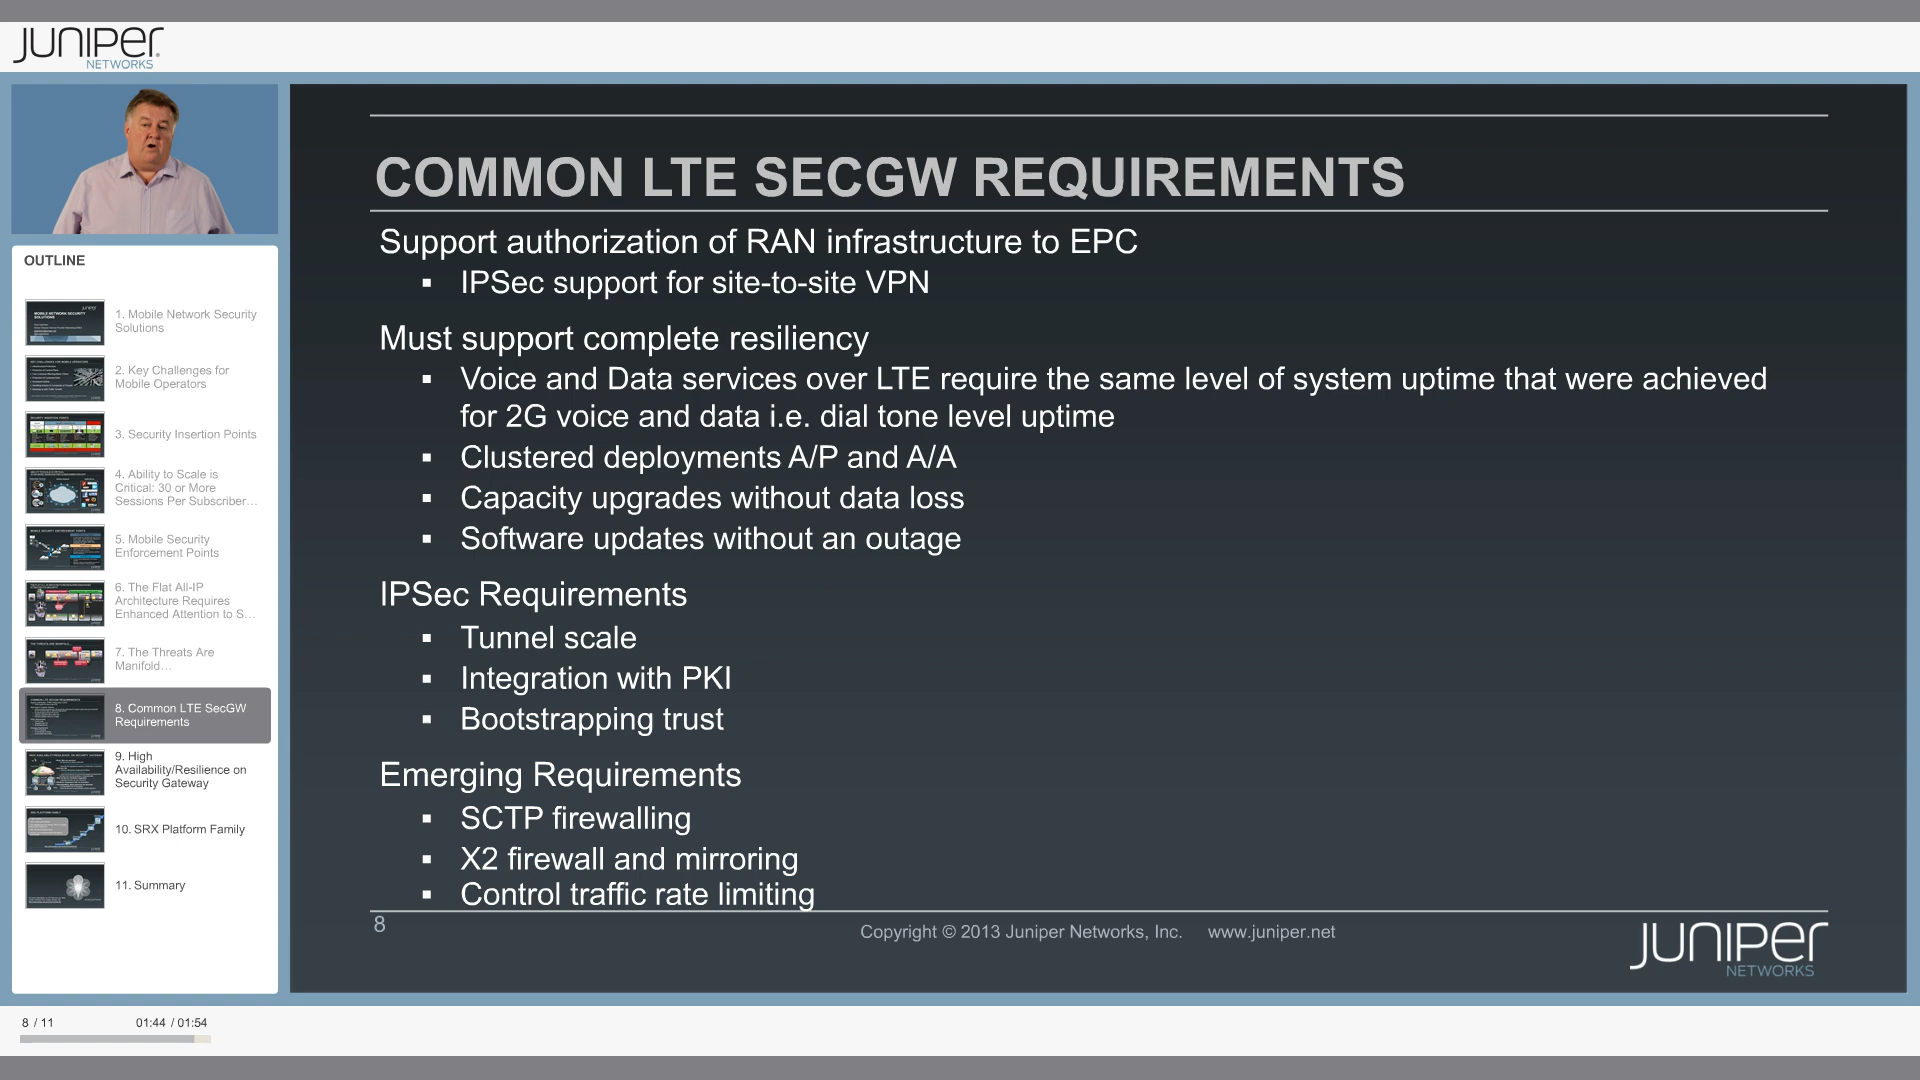 JUNIPER
NETWORKS
OUTLINE
1. Mobile Network Security
Solutions
2. Key Challenges for
Mobile Operators
3. Security Insertion Points
4. Ability to Scale is
Critical: 30 or More
Sessions Per Subscriber...
5. Mobile Security
Enforcement Points
6. The Flat All-IP
Architecture Requires
Enhanced Attention to S...
7. The Threats Are
Manifold...
8. Common LTE SecGW
Requirements
9. High
Availability/Resilience on
Security Gateway
10. SRX Platform Family
11. Summary
8 / 11 01:44 / 01:54
COMMON LTE SECGW REQUIREMENTS
Support authorization of RAN infrastructure to EPC
▪ IPSec support for site-to-site VPN
Must support complete resiliency
▪ Voice and Data services over LTE require the same level of system uptime that were achieved
for 2G voice and data i.e. dial tone level uptime
▪ Clustered deployments A/P and A/A
▪ Capacity upgrades without data loss
▪ Software updates without an outage
IPSec Requirements
▪ Tunnel scale
▪ Integration with PKI
▪ Bootstrapping trust
Emerging Requirements
▪ SCTP firewalling
▪ X2 firewall and mirroring
▪ Control traffic rate limiting
8
Copyright © 2013 Juniper Networks, Inc. www.juniper.net
JUNIPER
NETWORKS